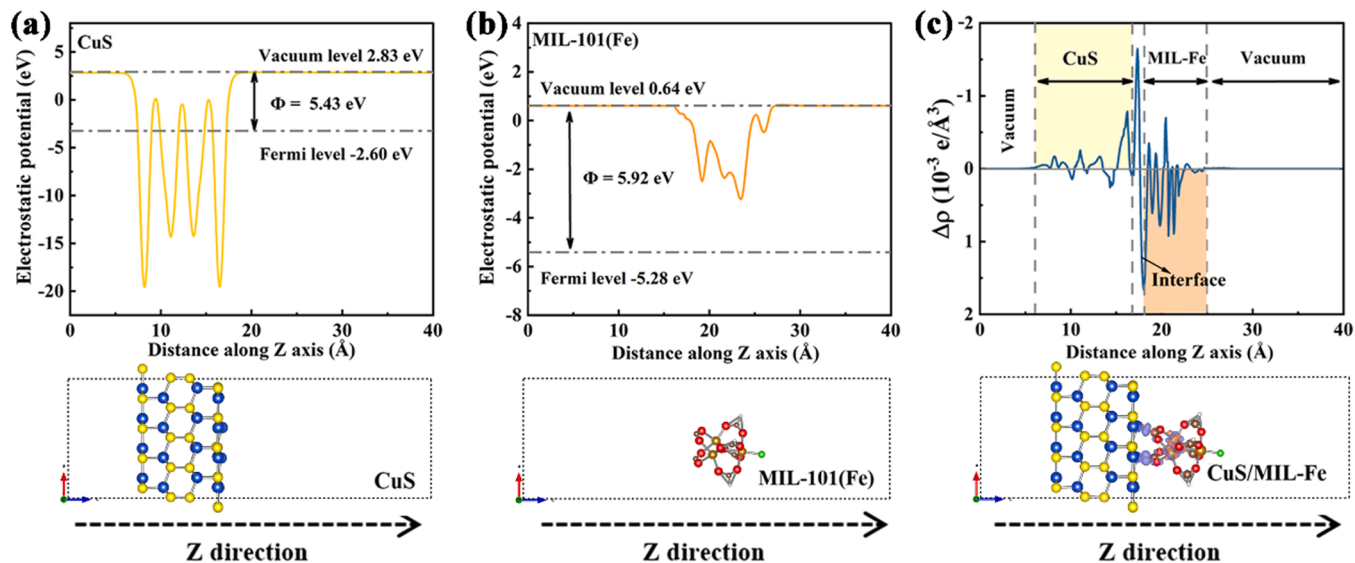 (a)
CuS
Vacuum level 2.83 eV
Φ = 5.43 eV
Fermi level -2.60 eV
Electrostatic potential (eV)
5
0
-5
-10
-15
-20
0 10 20 30 40
Distance along Z axis (Å)
CuS
Z direction
(b)
MIL-101(Fe)
Vacuum level 0.64 eV
Φ = 5.92 eV
Fermi level -5.28 eV
Electrostatic potential (eV)
4
2
0
-2
-4
-6
-8
0 10 20 30 40
Distance along Z axis (Å)
MIL-101(Fe)
Z direction
(c)
CuS
MIL-Fe
Vacuum
Vacuum
Interface
Δρ (10⁻³ e/Å³)
-2
-1
0
1
2
0 10 20 30 40
Distance along Z axis (Å)
CuS/MIL-Fe
Z direction